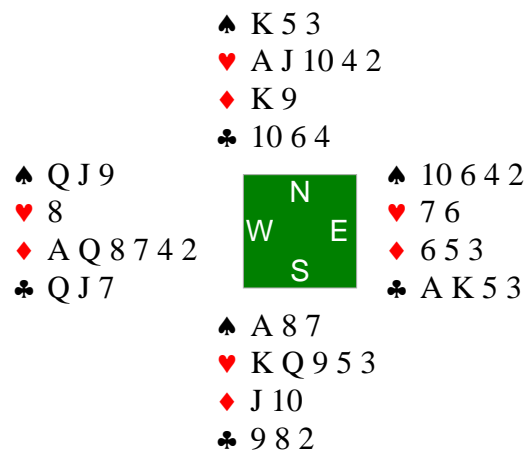 ♠ K 5 3
♥ A J 10 4 2
♦ K 9
♣ 10 6 4
♠ Q J 9
♥ 8
♦ A Q 8 7 4 2
♣ Q J 7
N
W E
S
♠ 10 6 4 2
♥ 7 6
♦ 6 5 3
♣ A K 5 3
♠ A 8 7
♥ K Q 9 5 3
♦ J 10
♣ 9 8 2